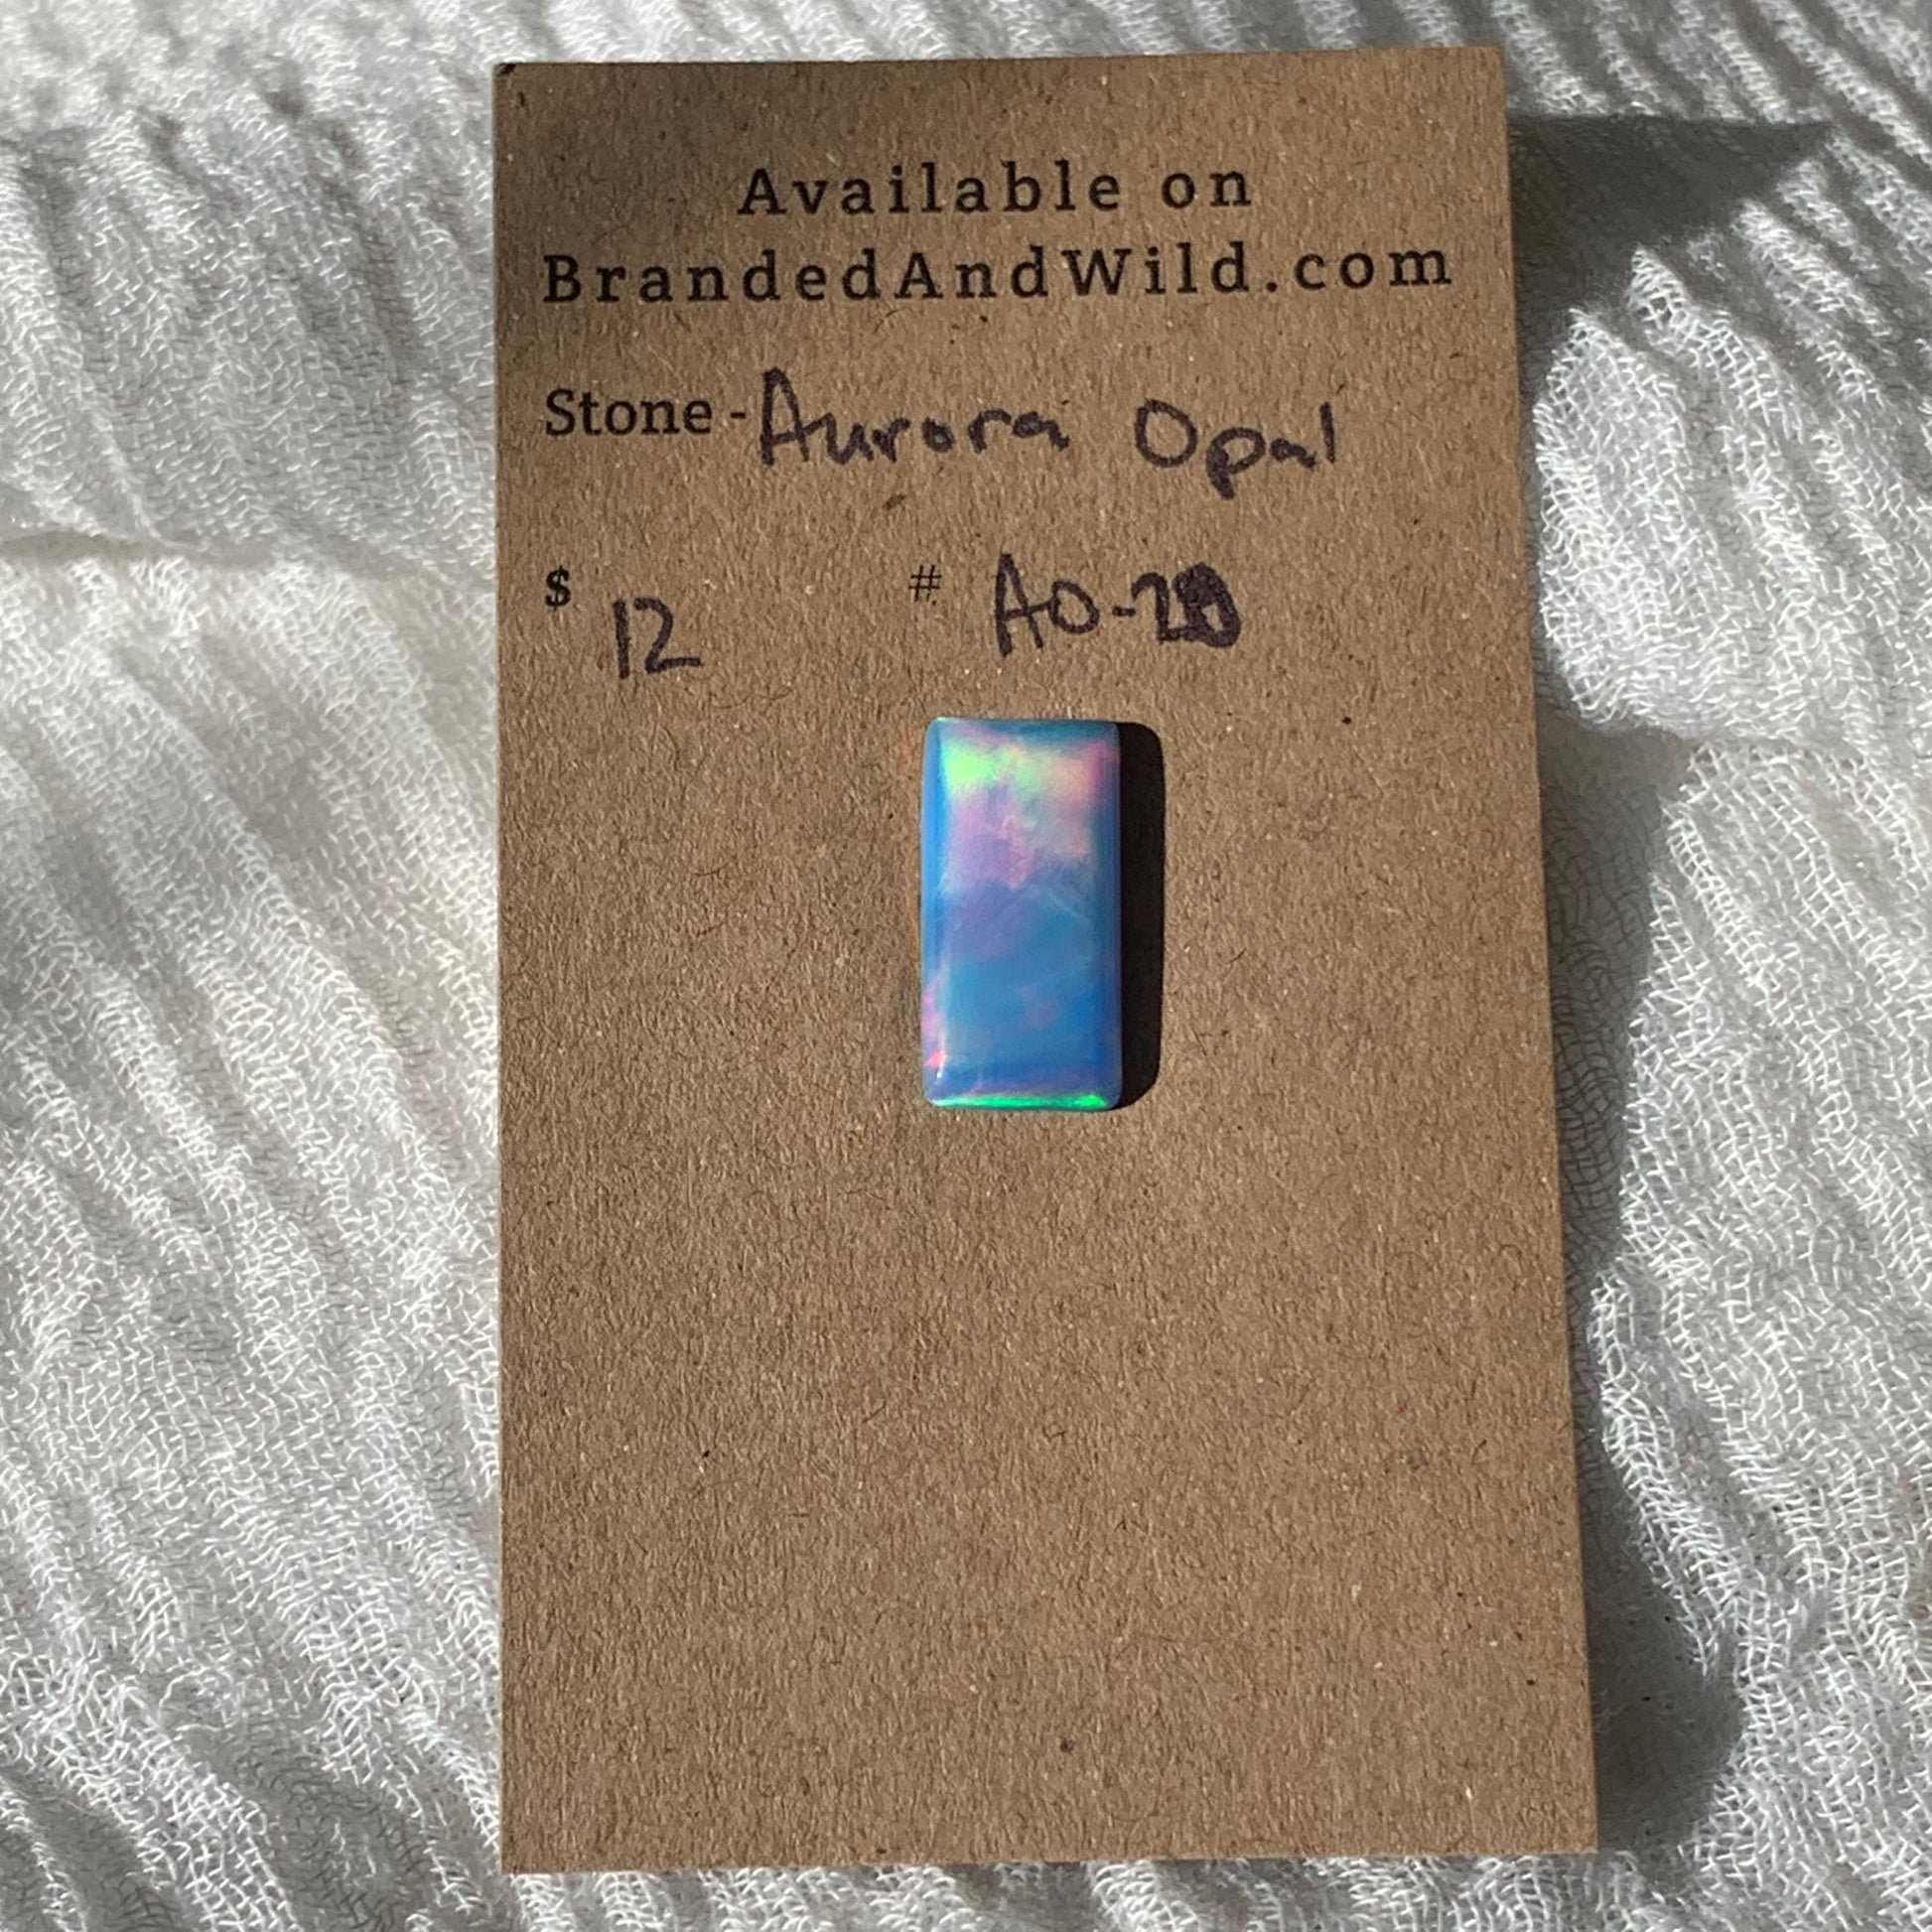 Available on
BrandedAndWild.com
Stone - Aurora Opal
$ 12 # AO-